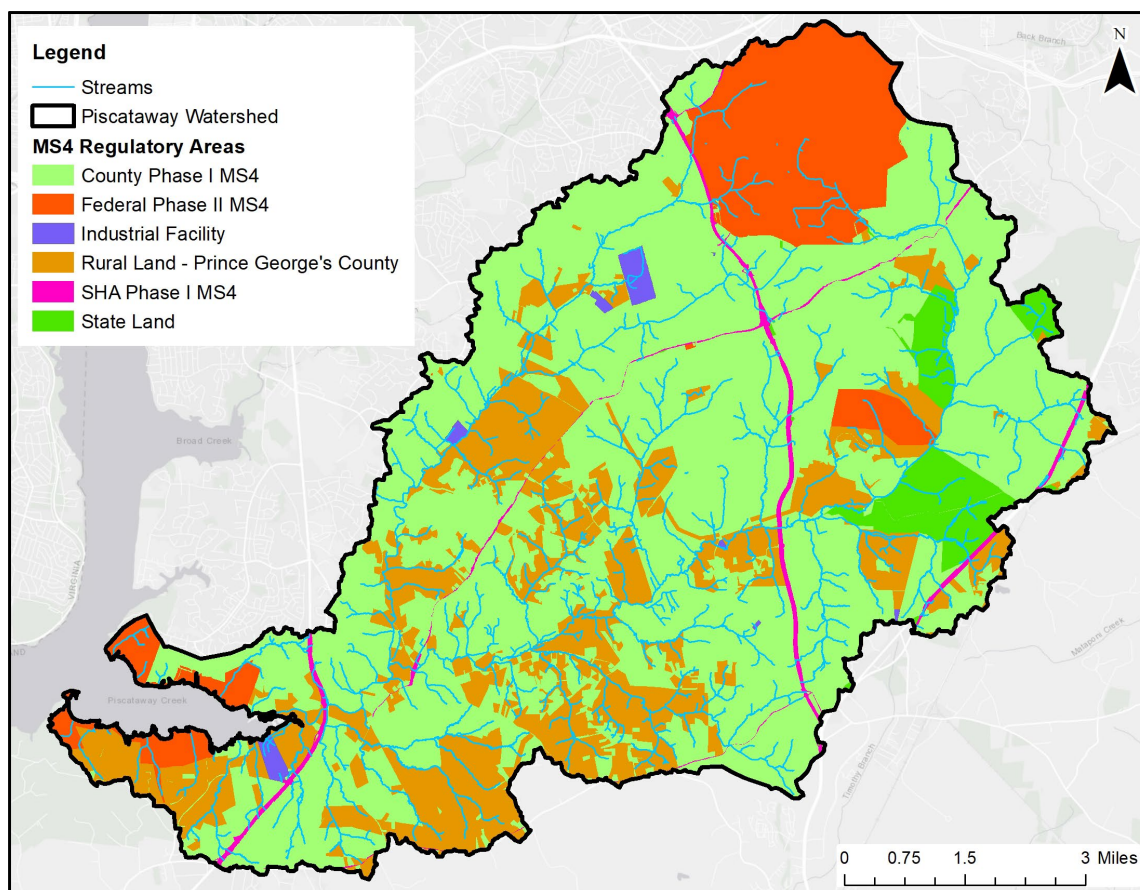 Legend
Streams
Piscataway Watershed
MS4 Regulatory Areas
County Phase I MS4
Federal Phase II MS4
Industrial Facility
Rural Land - Prince George's County
SHA Phase I MS4
State Land
Back Branch
N
Broad Creek
VIRGINIA
Piscataway Creek
Mataponi Creek
Timothy Branch
0 0.75 1.5 3 Miles